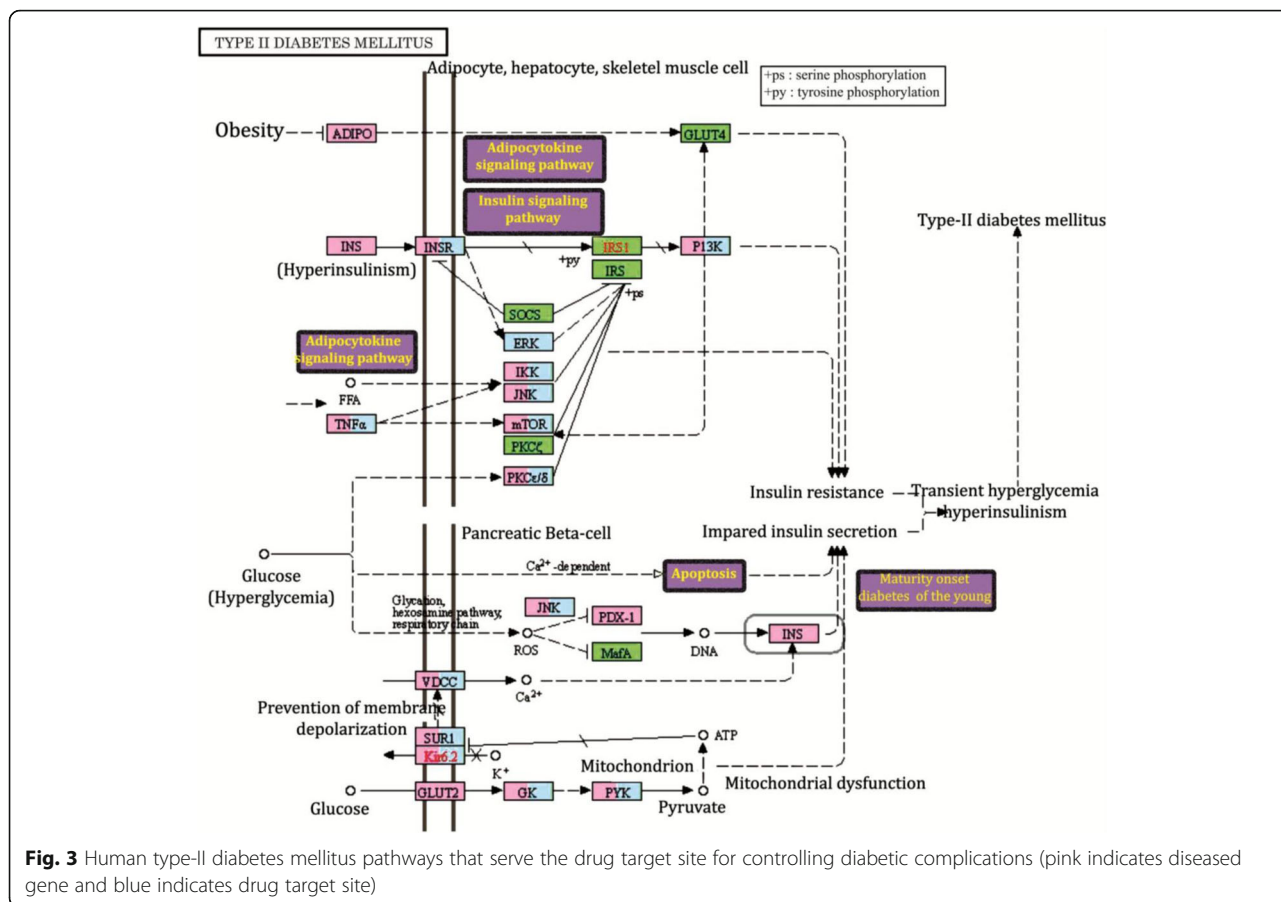 TYPE II DIABETES MELLITUS
Adipocyte, hepatocyte, skeletel muscle cell
+ps : serine phosphorylation
+py : tyrosine phosphorylation
Obesity
ADIPO
GLUT4
Adipocytokine
signaling pathway
Insulin signaling
pathway
Type-II diabetes mellitus
INS
INSR
IRS1
P13K
(Hyperinsulinism)
+py
IRS
+ps
SOCS
ERK
Adipocytokine
signaling pathway
IKK
FFA
JNK
TNFα
mTOR
PKCζ
PKCε/δ
Insulin resistance
Transient hyperglycemia
hyperinsulinism
Impared insulin secretion
Pancreatic Beta-cell
Glucose
(Hyperglycemia)
Ca2+ -dependent
Apoptosis
Maturity onset
diabetes of the young
Glycation,
hexosamine pathway,
respiratory chain
JNK
PDX-1
ROS
MafA
DNA
INS
VDCC
Ca2+
Prevention of membrane
depolarization
SUR1
Kir6.2
K+
ATP
Mitochondrion
Mitochondrial dysfunction
Glucose
GLUT2
GK
PYK
Pyruvate
Fig. 3 Human type-II diabetes mellitus pathways that serve the drug target site for controlling diabetic complications (pink indicates diseased
gene and blue indicates drug target site)